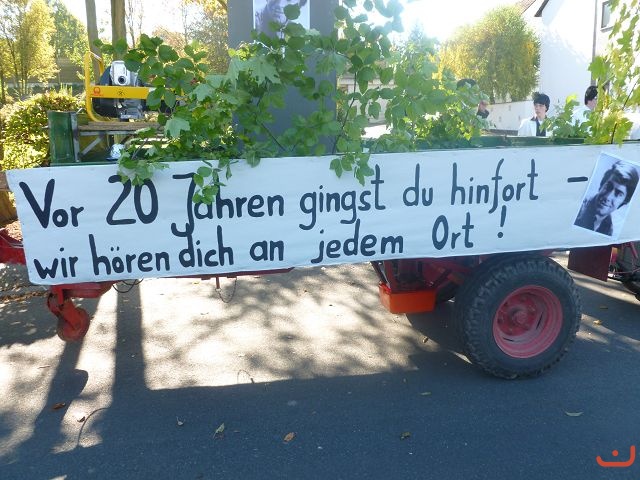 Vor 20 Jahren gingst du hinfort -
wir hören dich an jedem Ort !